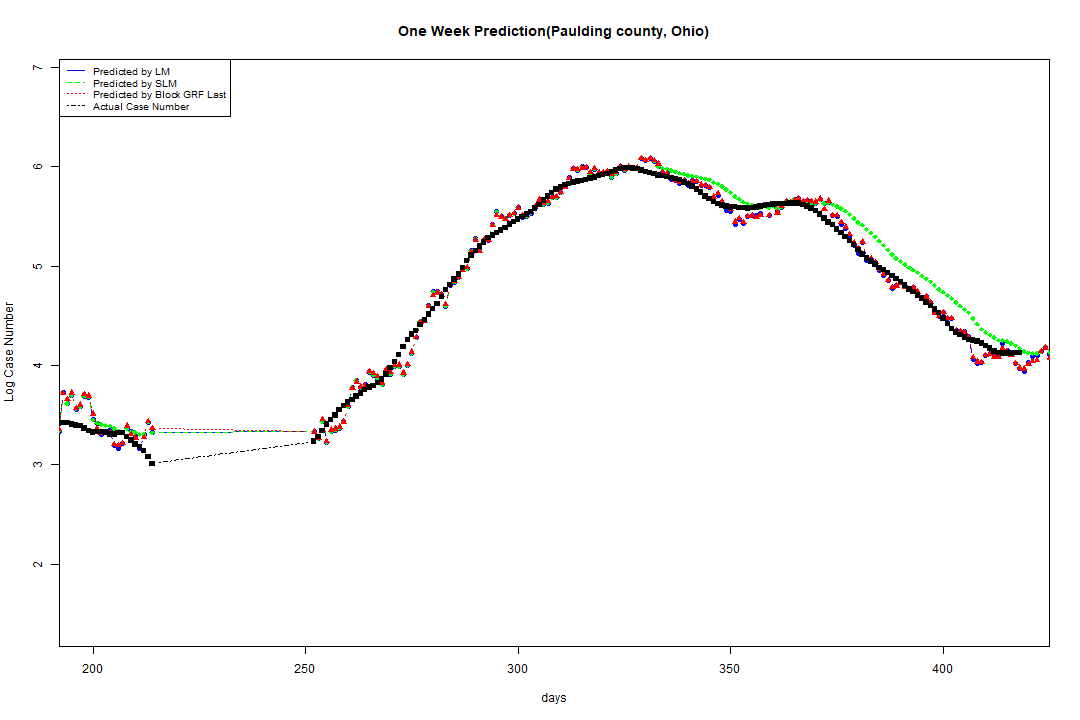 One Week Prediction(Paulding county, Ohio)
Predicted by LM
Predicted by SLM
Predicted by Block GRF Last
Actual Case Number
7
6
5
4
3
2
Log Case Number
200 250 300 350 400
days